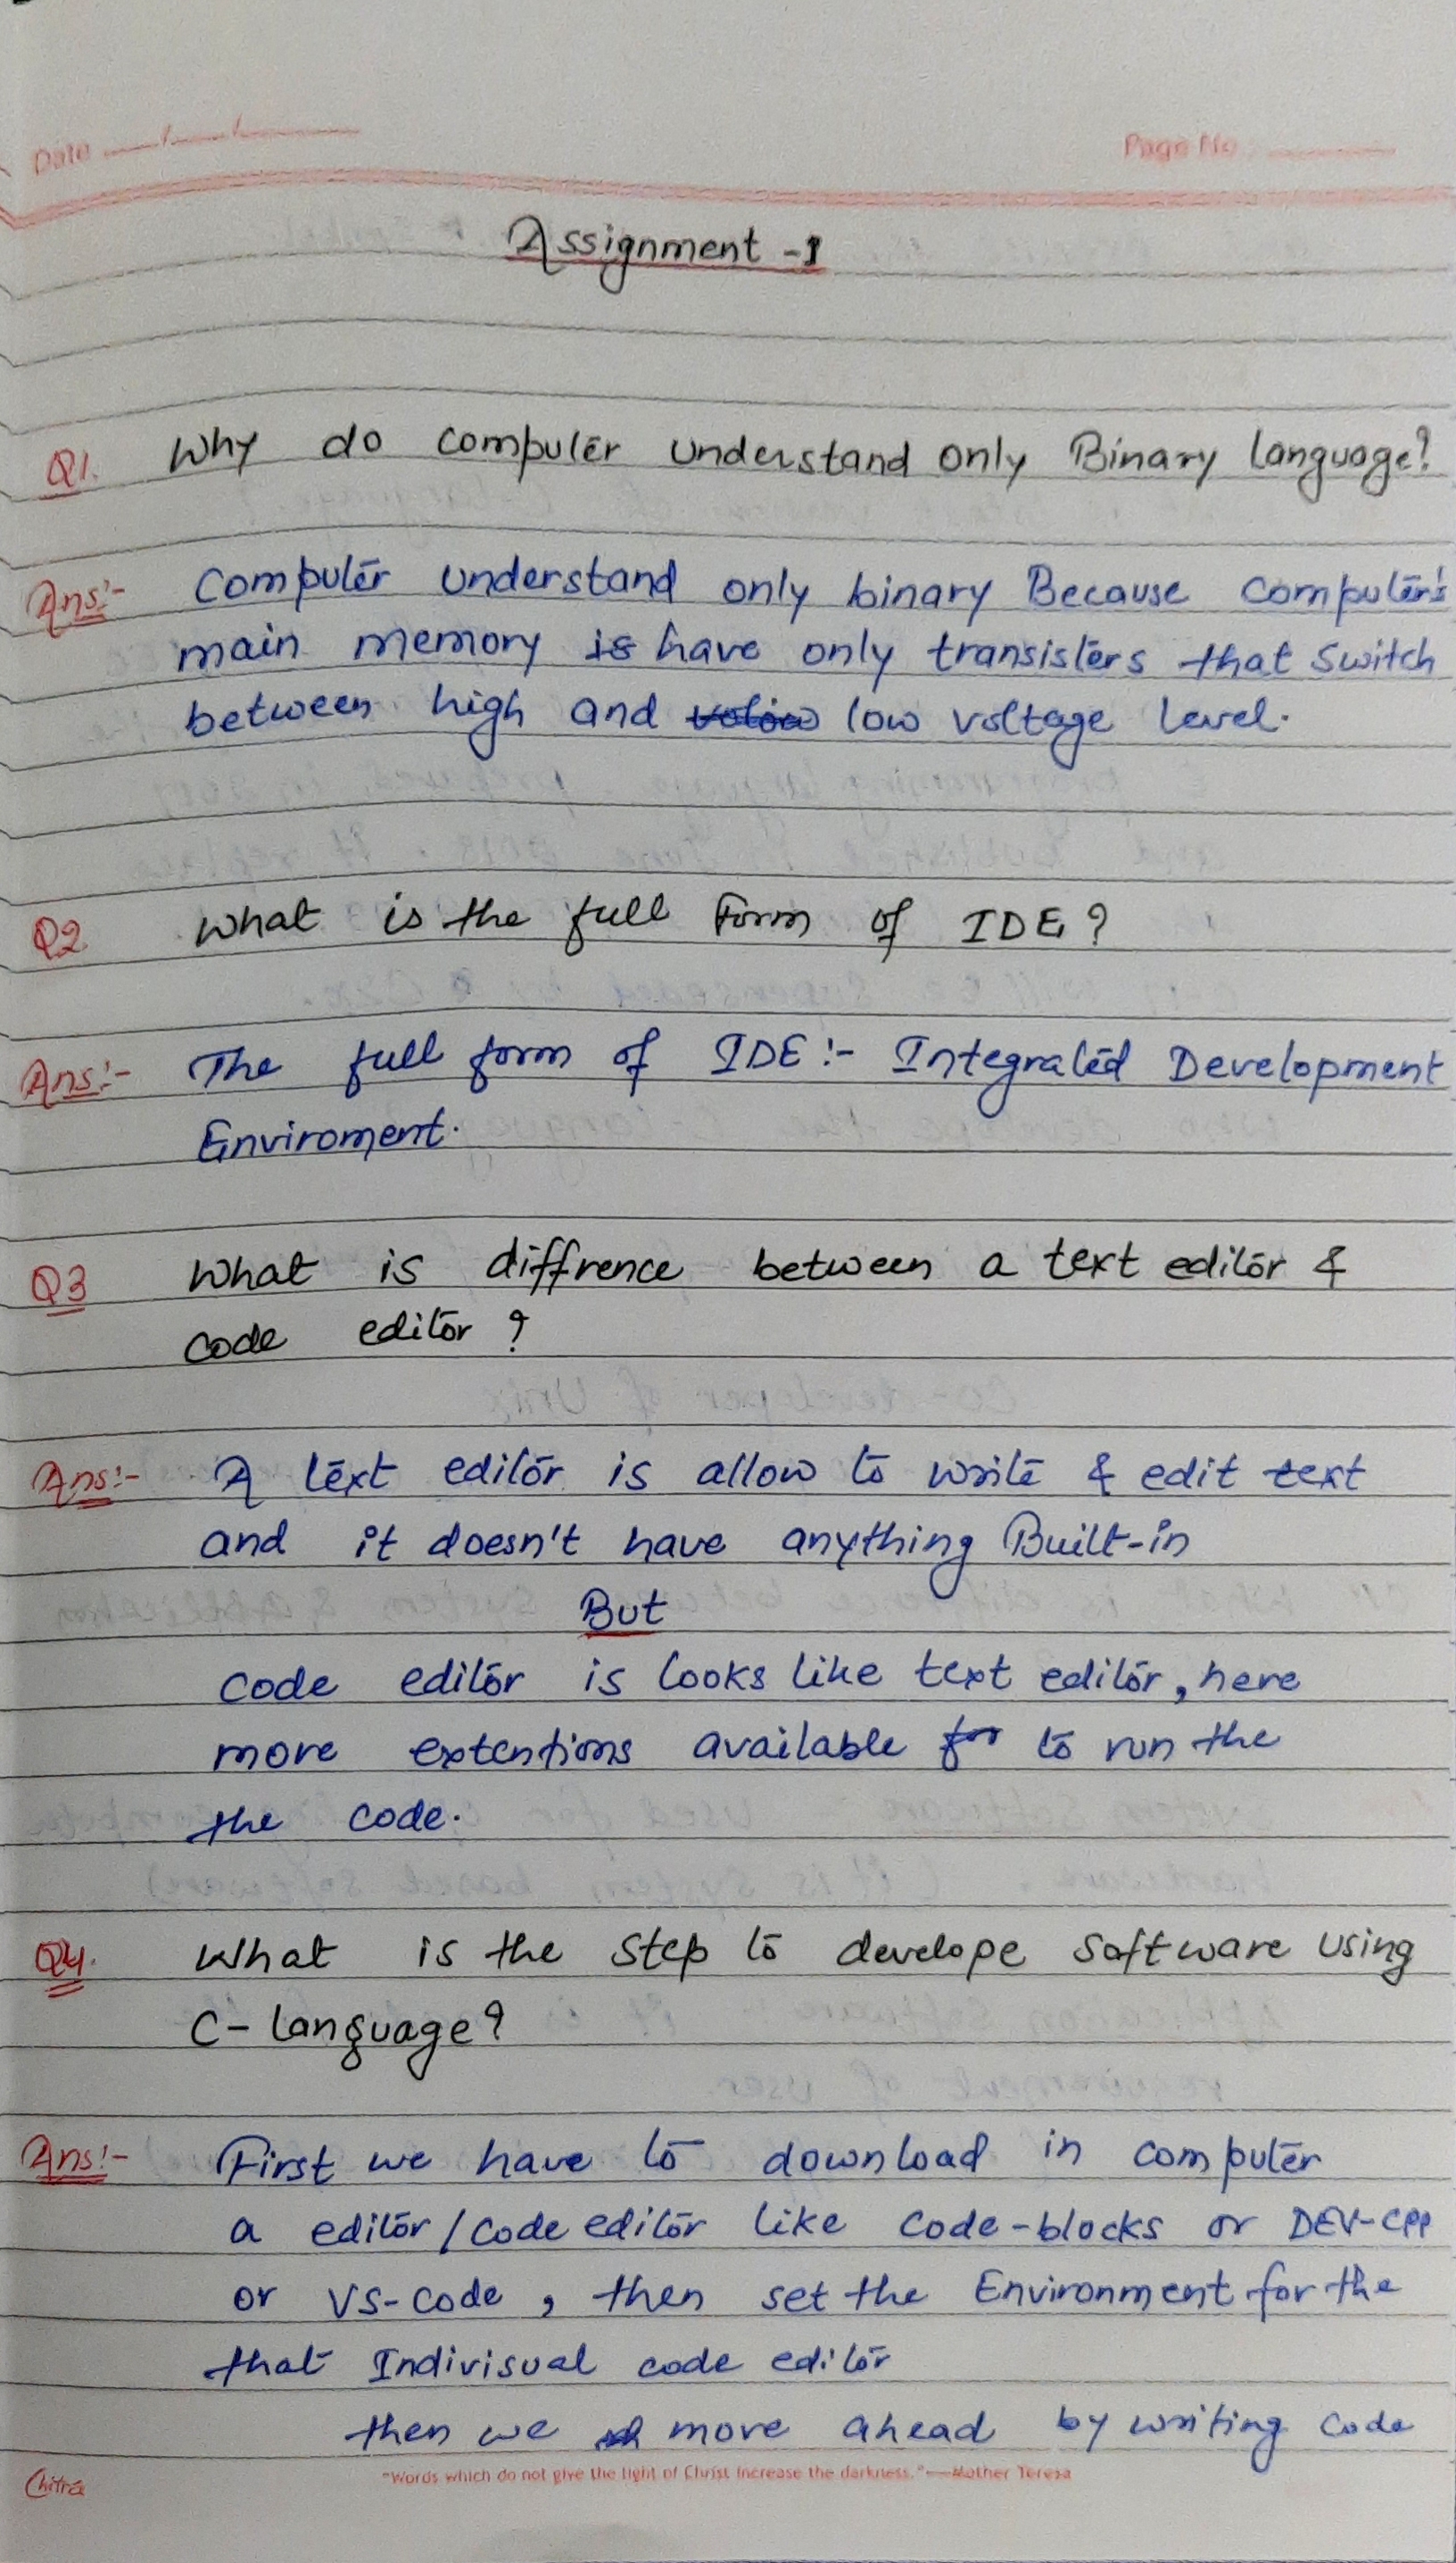 Date
Page No.
Assignment -1
Q1. Why do computer understand only Binary language?
Ans:- Computer understand only binary Because computer's
main memory is have only transisters that switch
between high and low voltage level.
Q2 What is the full Form of IDE?
Ans:- The full form of IDE:- Integrated Development
Enviroment.
Q3 What is diffrence between a text editor &
code editor?
Ans:- A text editor is allow to write & edit text
and it doesn't have anything Built-in
But
code editor is looks like text editor, here
more extentions available for to run the
the code.
Q4. What is the step to develope software using
C-language?
Ans:- First we have to download in computer
a editor/code editor like code-blocks or DEV-CPP
or VS-code, then set the Environment for the
that Indivisual code editor
then we move ahead by writing code
Chitra
"Words which do not give the light of Christ increase the darkness."—Mother Teresa